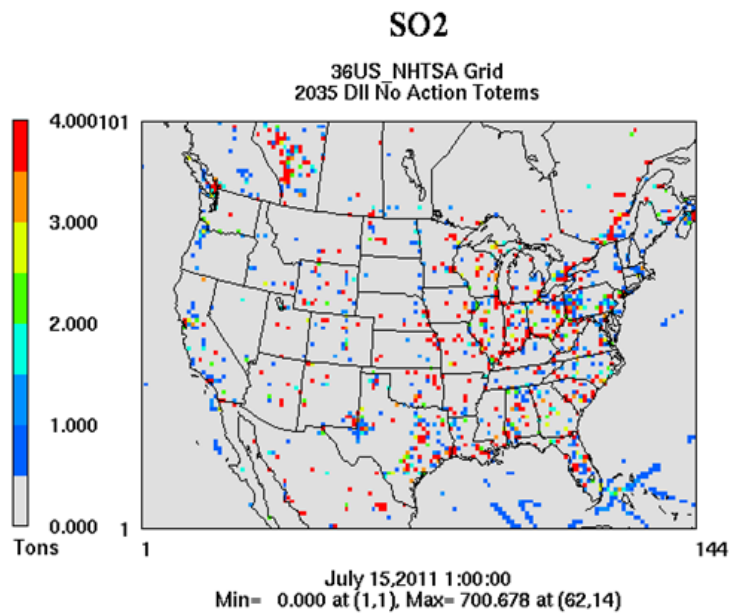 SO2
36US_NHTSA Grid
2035 DII No Action Totems
4.000
3.000
2.000
1.000
0.000
Tons
101
1
1
144
July 15,2011 1:00:00
Min= 0.000 at (1,1), Max= 700.678 at (62,14)